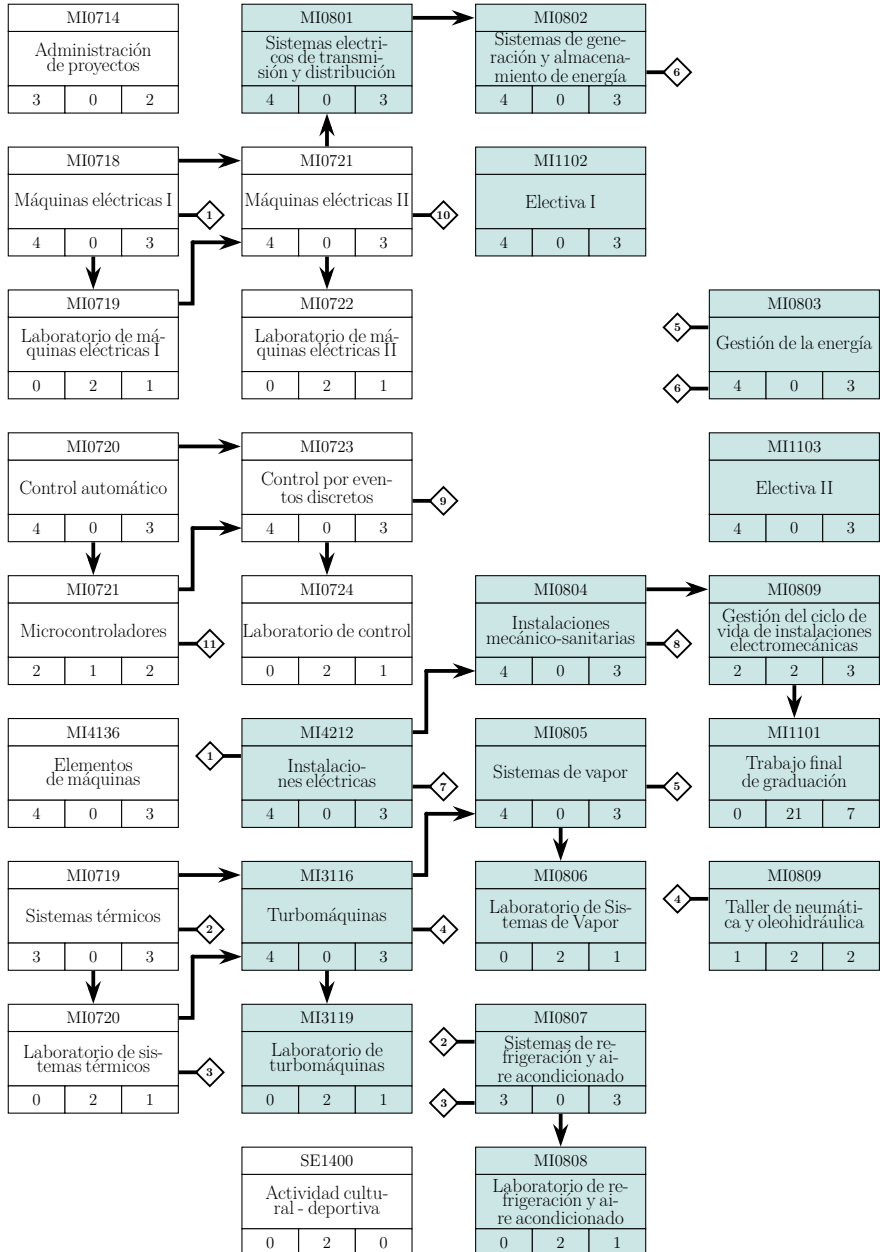 MI0714
Administración
de proyectos
3 0 2
MI0801
Sistemas electri-
cos de transmi-
sión y distribución
4 0 3
MI0802
Sistemas de gene-
ración y almacena-
miento de energía
4 0 3
6
MI0718
Máquinas eléctricas I
4 0 3
1
MI0721
Máquinas eléctricas II
4 0 3
10
MI1102
Electiva I
4 0 3
MI0719
Laboratorio de má-
quinas eléctricas I
0 2 1
MI0722
Laboratorio de má-
quinas eléctricas II
0 2 1
5
6
MI0803
Gestión de la energía
4 0 3
MI0720
Control automático
4 0 3
MI0723
Control por even-
tos discretos
4 0 3
9
MI1103
Electiva II
4 0 3
MI0721
Microcontroladores
2 1 2
11
MI0724
Laboratorio de control
0 2 1
MI0804
Instalaciones
mecánico-sanitarias
4 0 3
8
MI0809
Gestión del ciclo de
vida de instalaciones
electromecánicas
2 2 3
MI4136
Elementos
de máquinas
4 0 3
1
MI4212
Instalacio-
nes eléctricas
4 0 3
7
MI0805
Sistemas de vapor
4 0 3
5
MI1101
Trabajo final
de graduación
0 21 7
MI0719
Sistemas térmicos
3 0 3
2
MI3116
Turbomáquinas
4 0 3
4
MI0806
Laboratorio de Sis-
temas de Vapor
0 2 1
4
MI0809
Taller de neumáti-
ca y oleohidráulica
1 2 2
MI0720
Laboratorio de sis-
temas térmicos
0 2 1
3
MI3119
Laboratorio de
turbomáquinas
0 2 1
2
3
MI0807
Sistemas de re-
frigeración y ai-
re acondicionado
3 0 3
SE1400
Actividad cultu-
ral - deportiva
0 2 0
MI0808
Laboratorio de re-
frigeración y ai-
re acondicionado
0 2 1